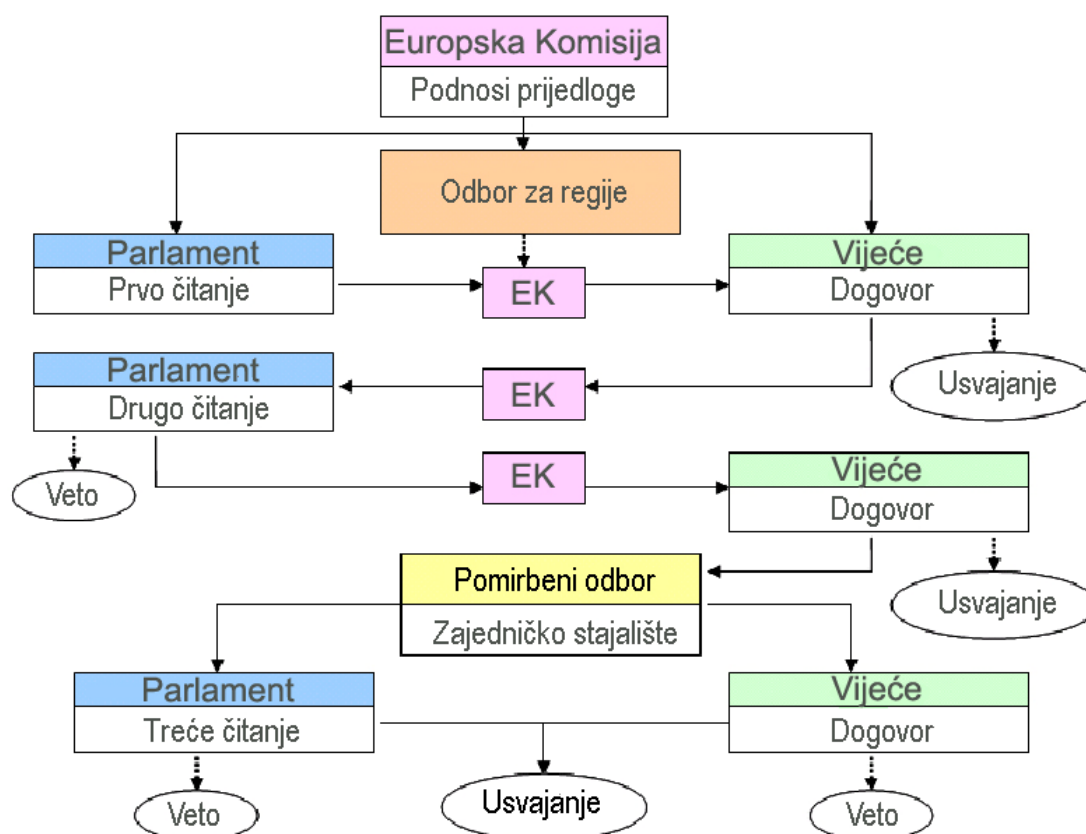 Europska Komisija
Podnosi prijedloge
Odbor za regije
Parlament
Prvo čitanje
EK
Vijeće
Dogovor
Usvajanje
Parlament
Drugo čitanje
EK
Veto
EK
Vijeće
Dogovor
Usvajanje
Pomirbeni odbor
Zajedničko stajalište
Parlament
Treće čitanje
Vijeće
Dogovor
Veto
Usvajanje
Veto